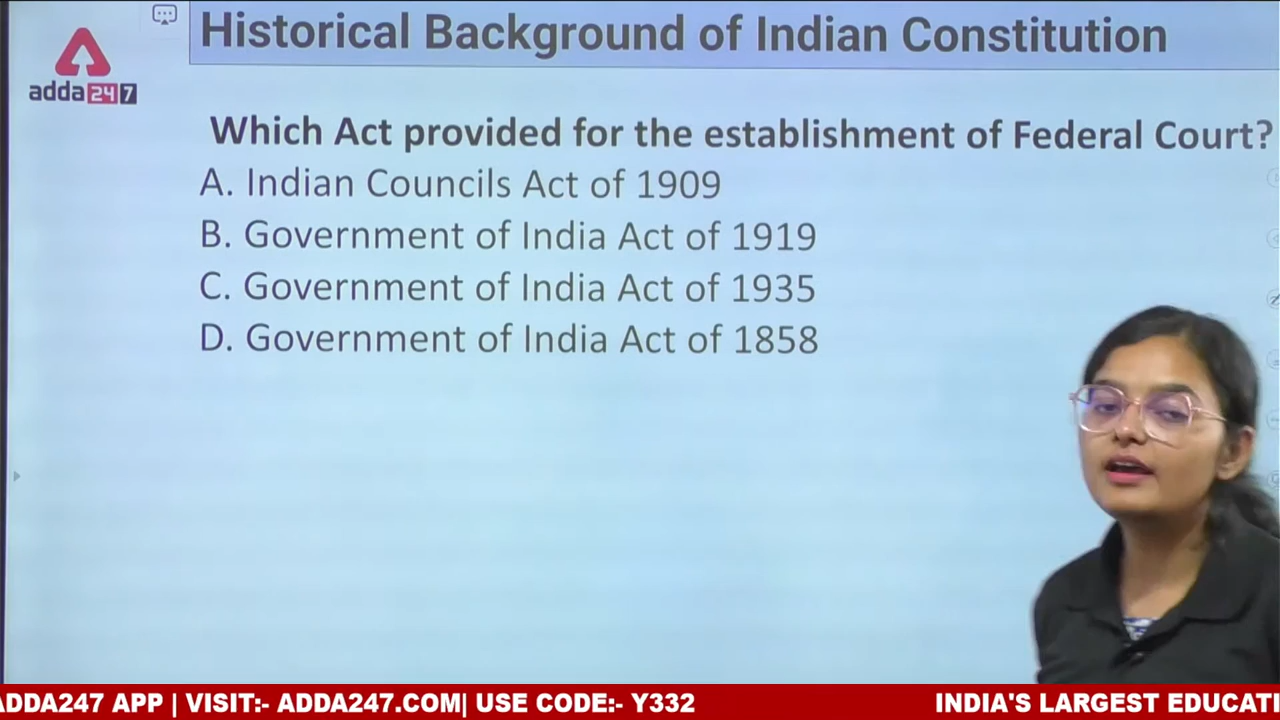 Historical Background of Indian Constitution
adda247
Which Act provided for the establishment of Federal Court?
A. Indian Councils Act of 1909
B. Government of India Act of 1919
C. Government of India Act of 1935
D. Government of India Act of 1858
ADDA247 APP | VISIT:- ADDA247.COM| USE CODE:- Y332
INDIA'S LARGEST EDUCATI